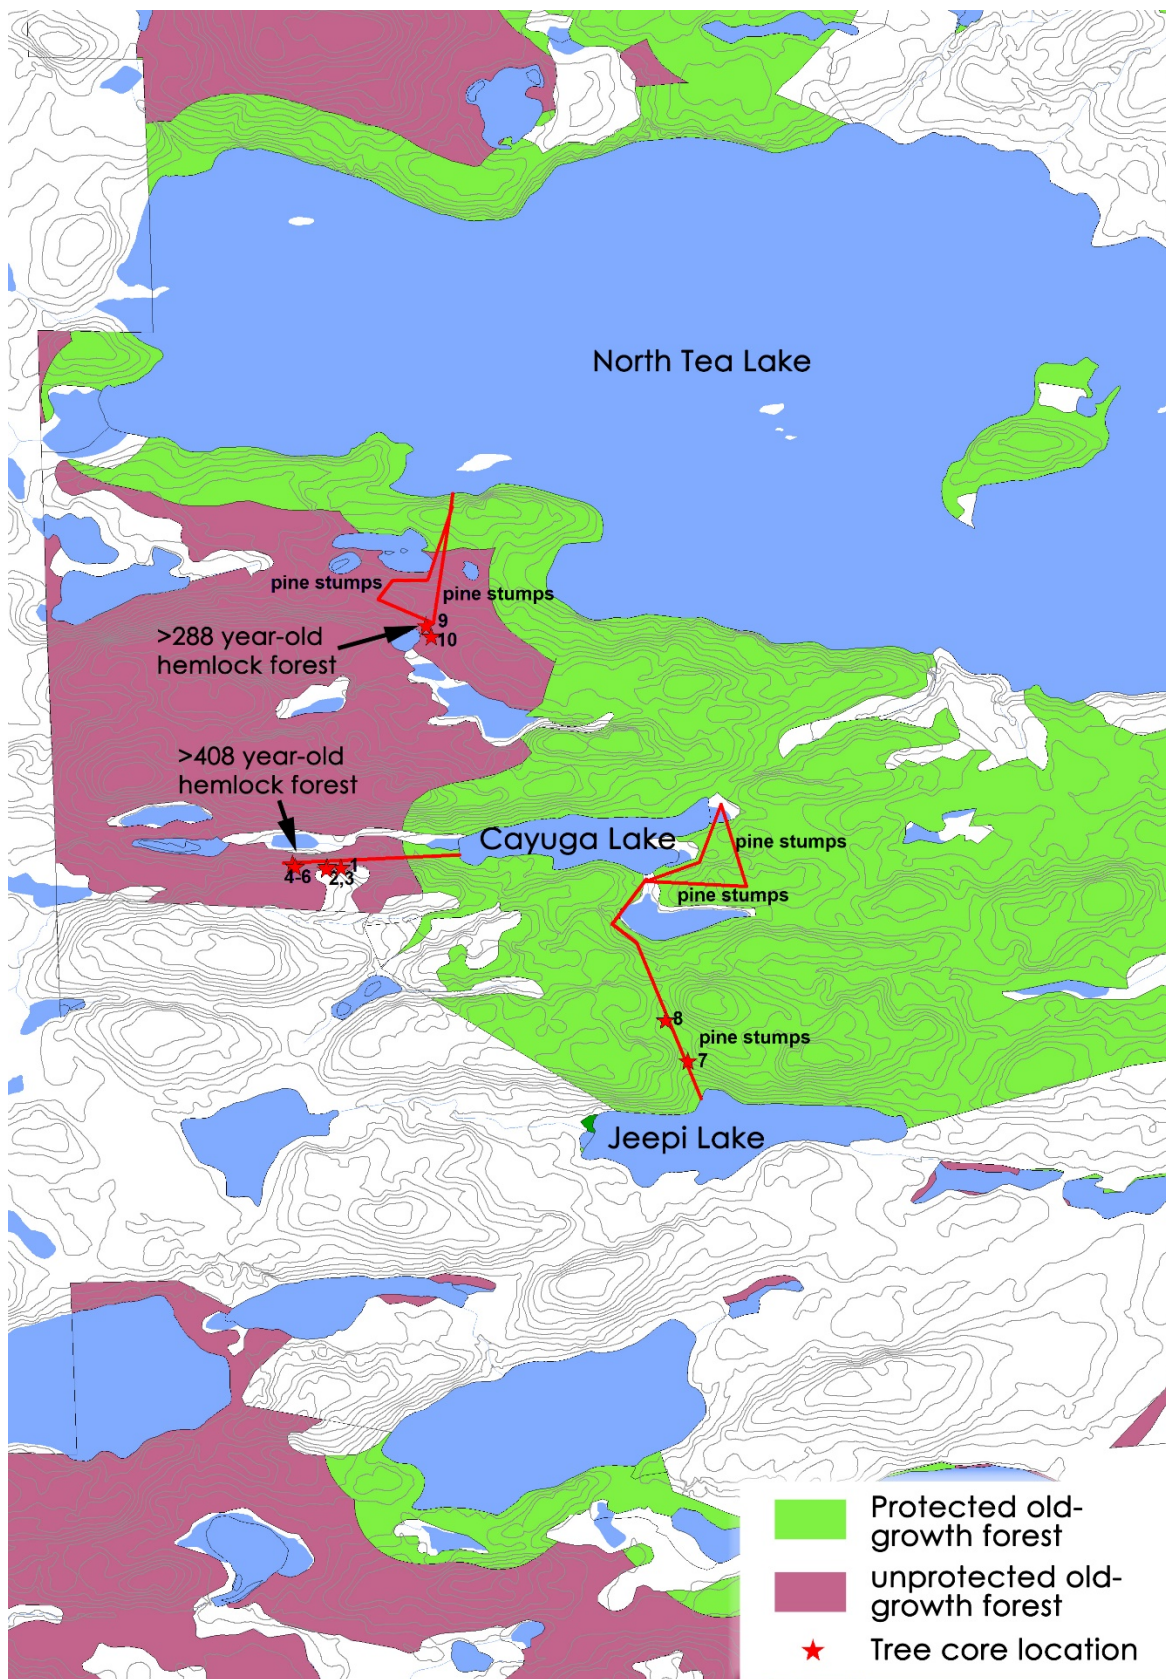 North Tea Lake
pine stumps
pine stumps
>288 year-old
hemlock forest
9
10
>408 year-old
hemlock forest
Cayuga Lake
pine stumps
1
2,3
4-6
pine stumps
8
pine stumps
7
Jeepi Lake
Protected old-
growth forest
unprotected old-
growth forest
Tree core location